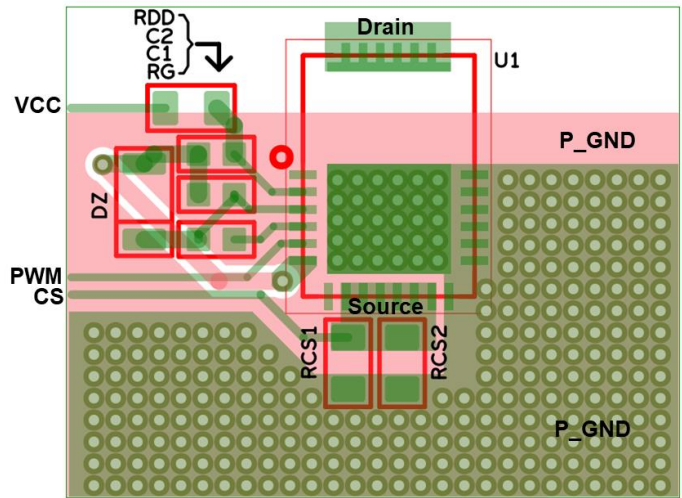 RDD
C2
C1
RG
Drain
U1
VCC
P_GND
DZ
PWM
CS
Source
RCS1
RCS2
P_GND